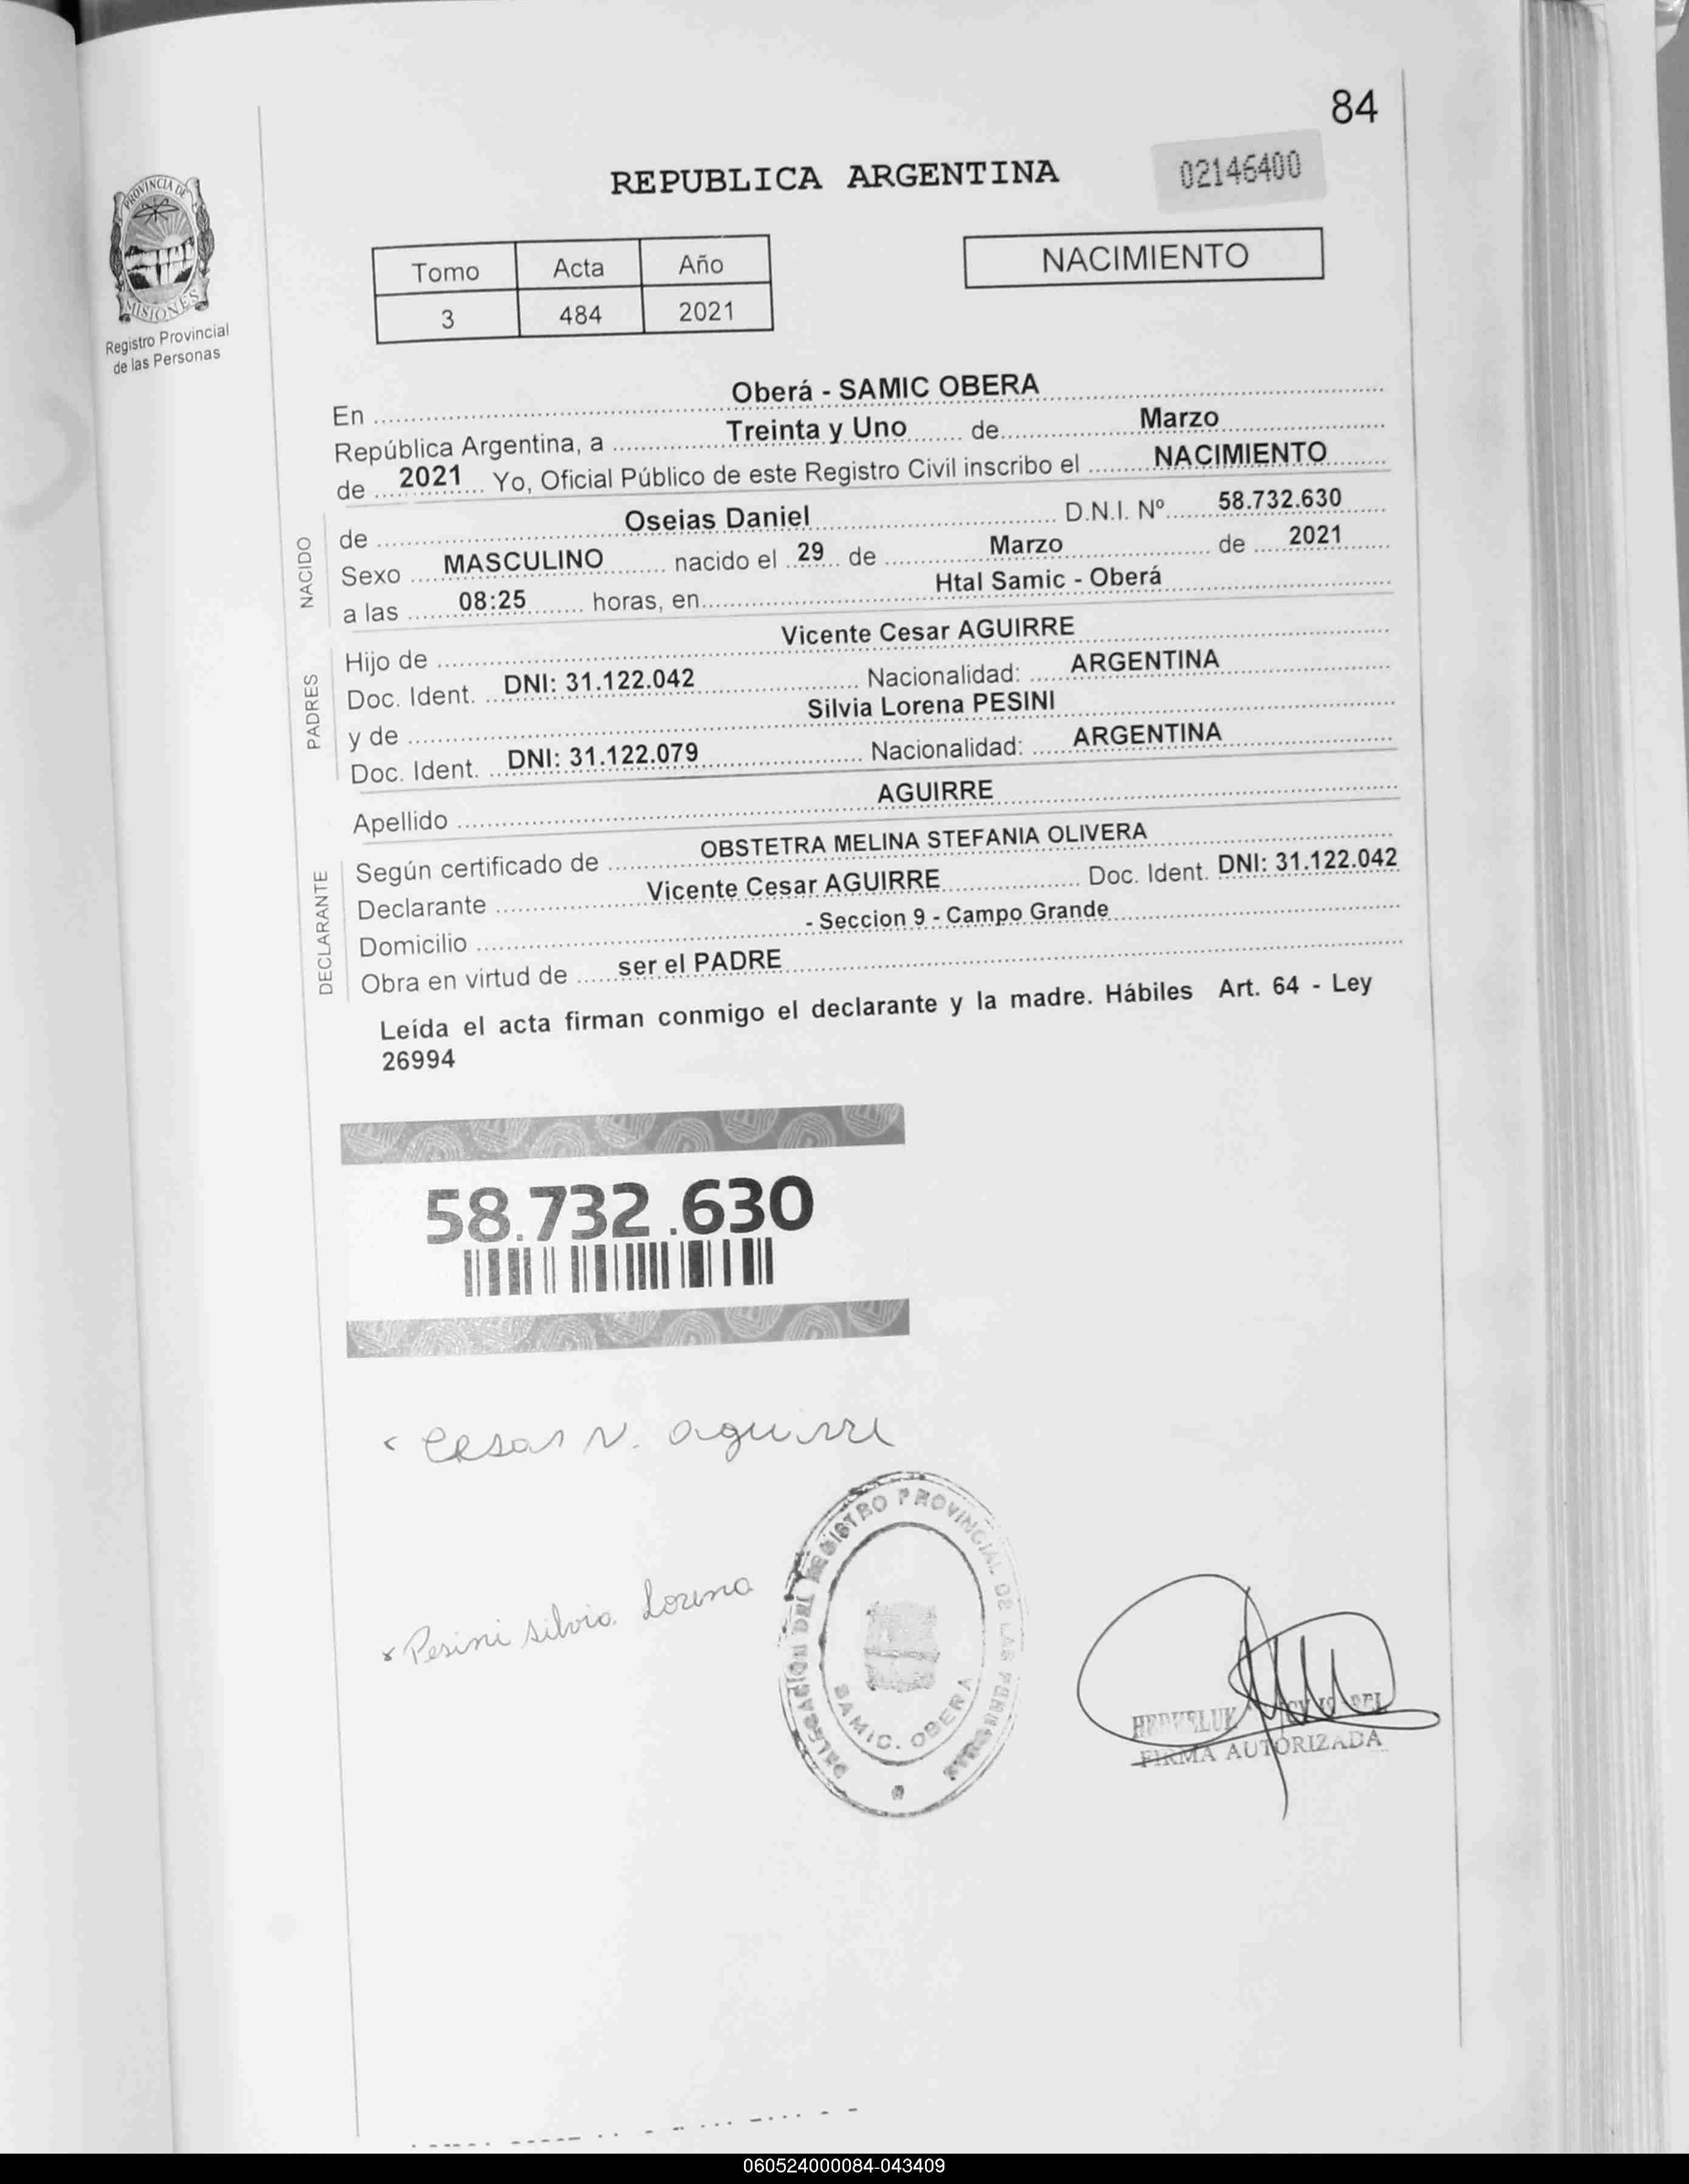 84
REPUBLICA ARGENTINA
02146400
PROVINCIA DE
MISIONES
Registro Provincial
de las Personas
Tomo Acta Año
3 484 2021
NACIMIENTO
En Oberá - SAMIC OBERA
República Argentina, a Treinta y Uno de Marzo
de 2021 Yo, Oficial Público de este Registro Civil inscribo el NACIMIENTO
NACIDO
de Oseias Daniel D.N.I. Nº 58.732.630
Sexo MASCULINO nacido el 29 de Marzo de 2021
a las 08:25 horas, en Htal Samic - Oberá
PADRES
Hijo de Vicente Cesar AGUIRRE
Doc. Ident. DNI: 31.122.042 Nacionalidad: ARGENTINA
y de Silvia Lorena PESINI
Doc. Ident. DNI: 31.122.079 Nacionalidad: ARGENTINA
Apellido AGUIRRE
DECLARANTE
Según certificado de OBSTETRA MELINA STEFANIA OLIVERA
Declarante Vicente Cesar AGUIRRE Doc. Ident. DNI: 31.122.042
Domicilio - Seccion 9 - Campo Grande
Obra en virtud de ser el PADRE
Leída el acta firman conmigo el declarante y la madre. Hábiles Art. 64 - Ley
26994
58.732.630
Cesar V. aguirre
Pesini silvia Lorena
DELEGACION DEL REGISTRO PROVINCIAL DE LAS PERSONAS
SAMIC. OBERA
FIRMA AUTORIZADA
060524000084-043409